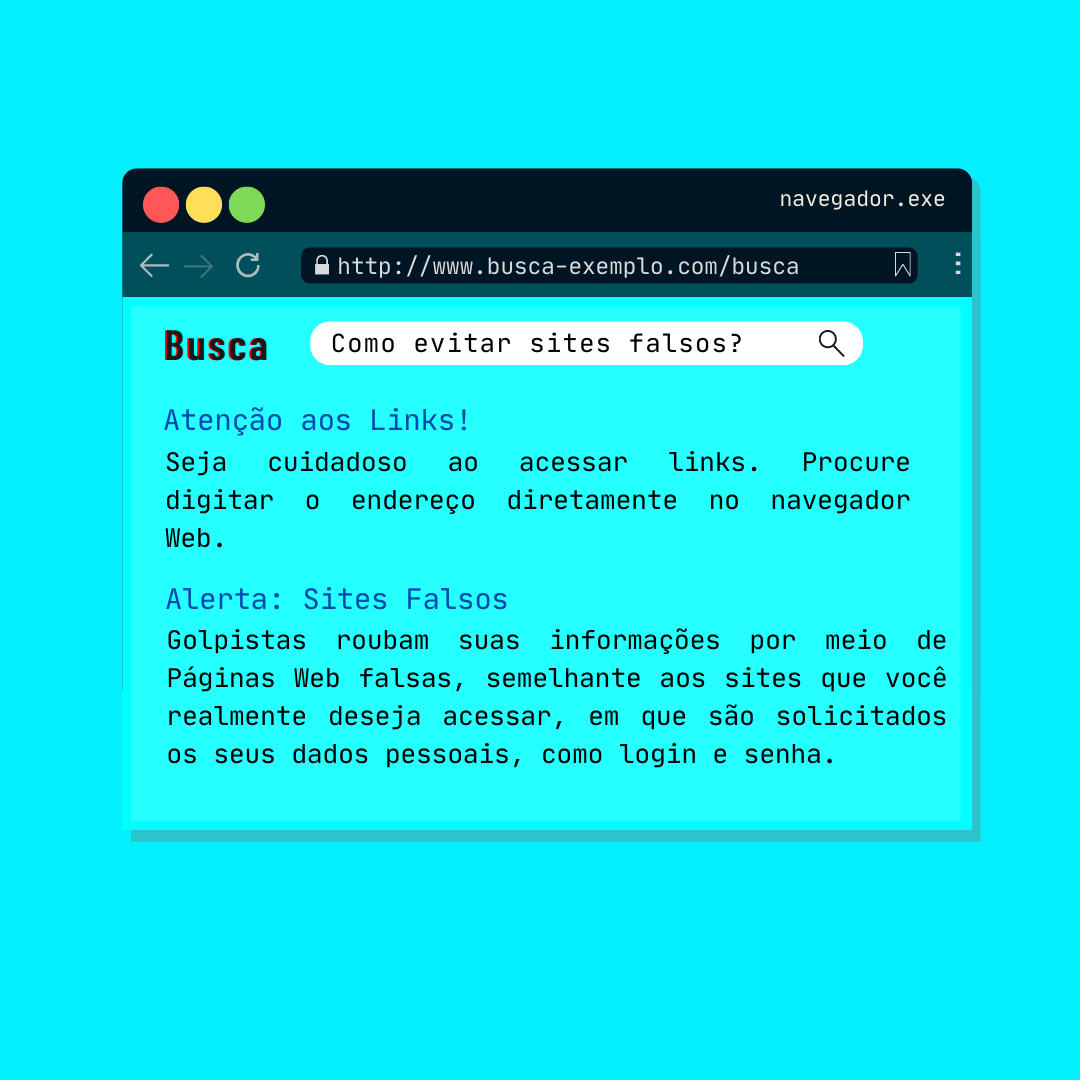 navegador.exe
http://www.busca-exemplo.com/busca
Busca
Como evitar sites falsos?
Atenção aos Links!
Seja cuidadoso ao acessar links. Procure
digitar o endereço diretamente no navegador
Web.
Alerta: Sites Falsos
Golpistas roubam suas informações por meio de
Páginas Web falsas, semelhante aos sites que você
realmente deseja acessar, em que são solicitados
os seus dados pessoais, como login e senha.